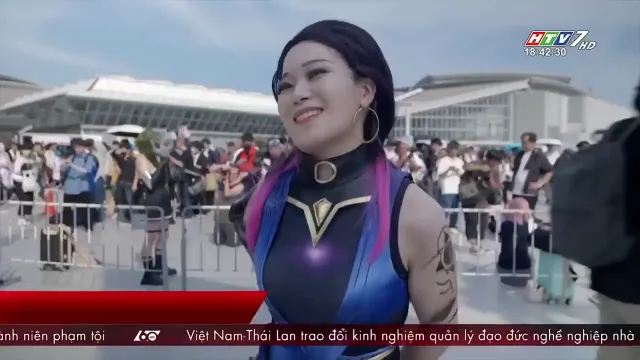 HTV7 HD
18:42:30
ành niên phạm tội 60 Việt Nam-Thái Lan trao đổi kinh nghiệm quản lý đạo đức nghề nghiệp nhà